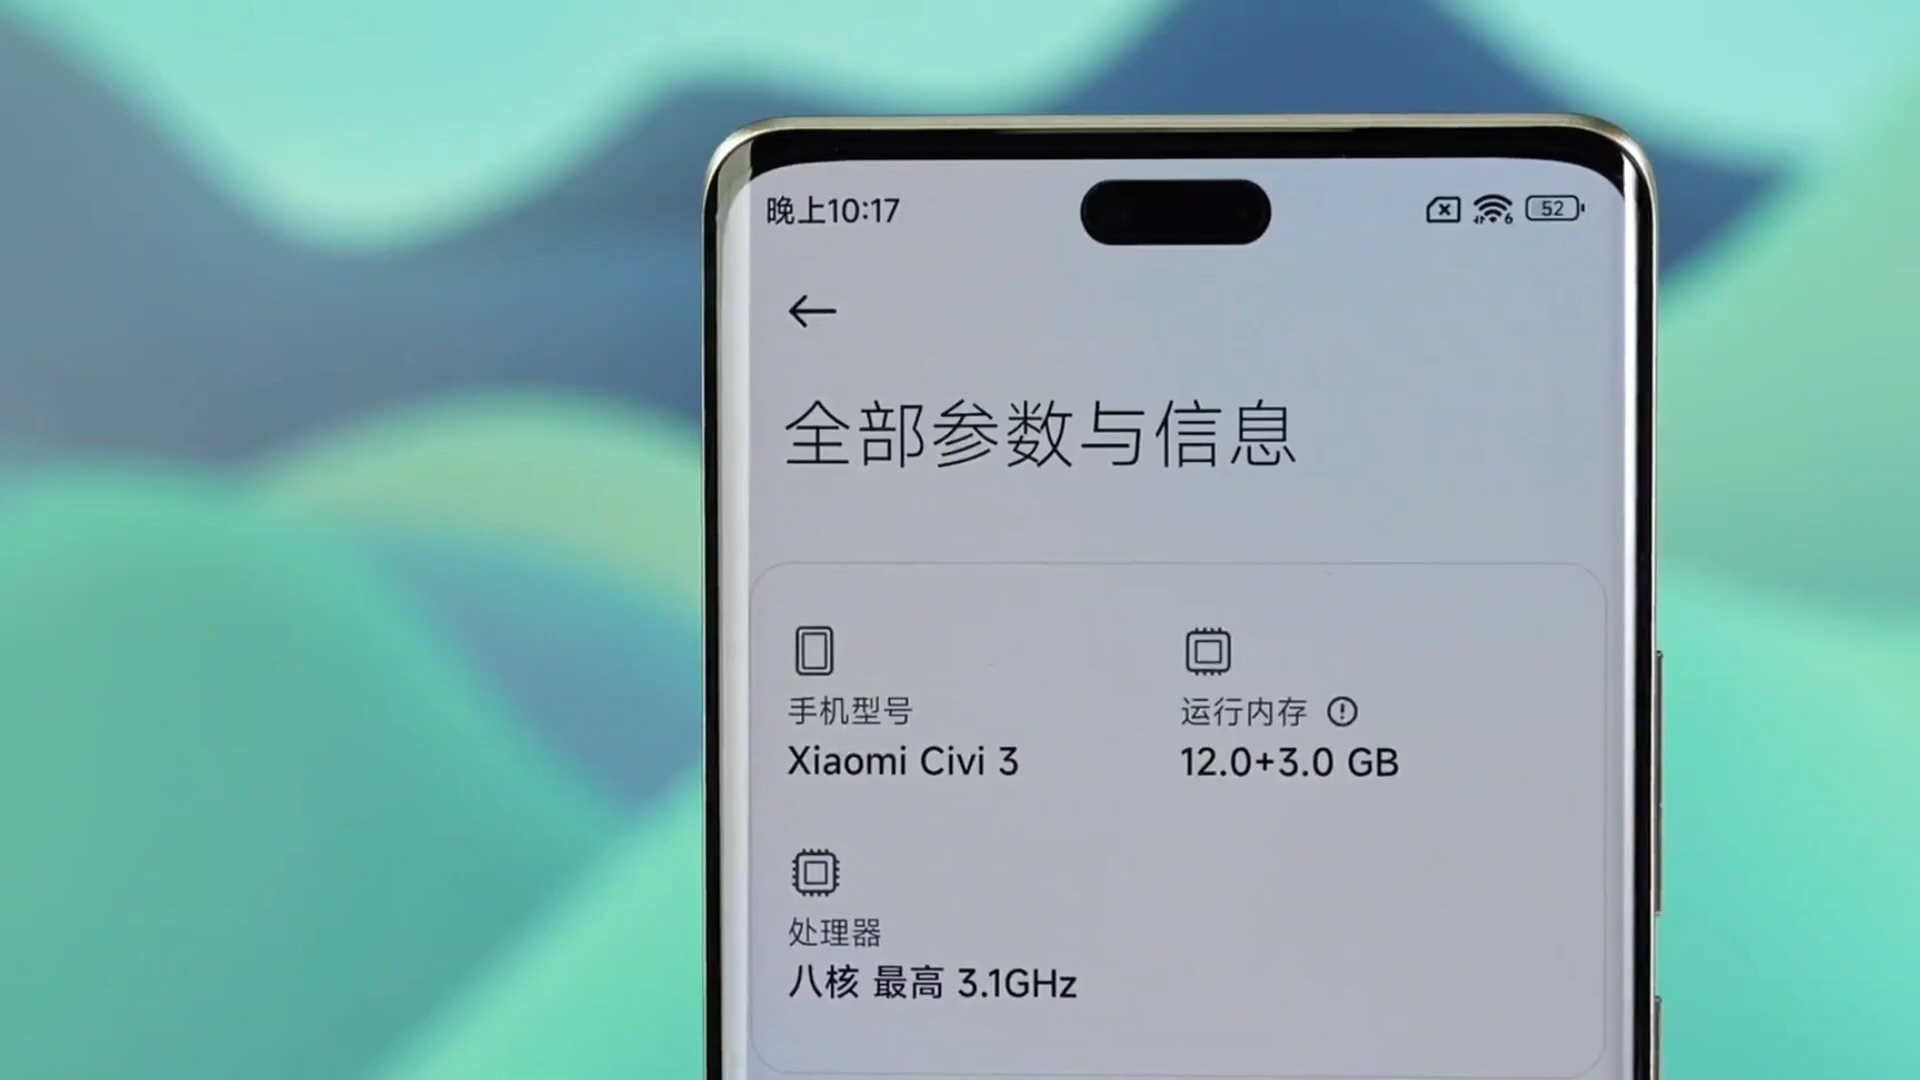 晚上10:17
6 52
全部参数与信息
手机型号 运行内存
Xiaomi Civi 3 12.0+3.0 GB
处理器
八核 最高 3.1GHz